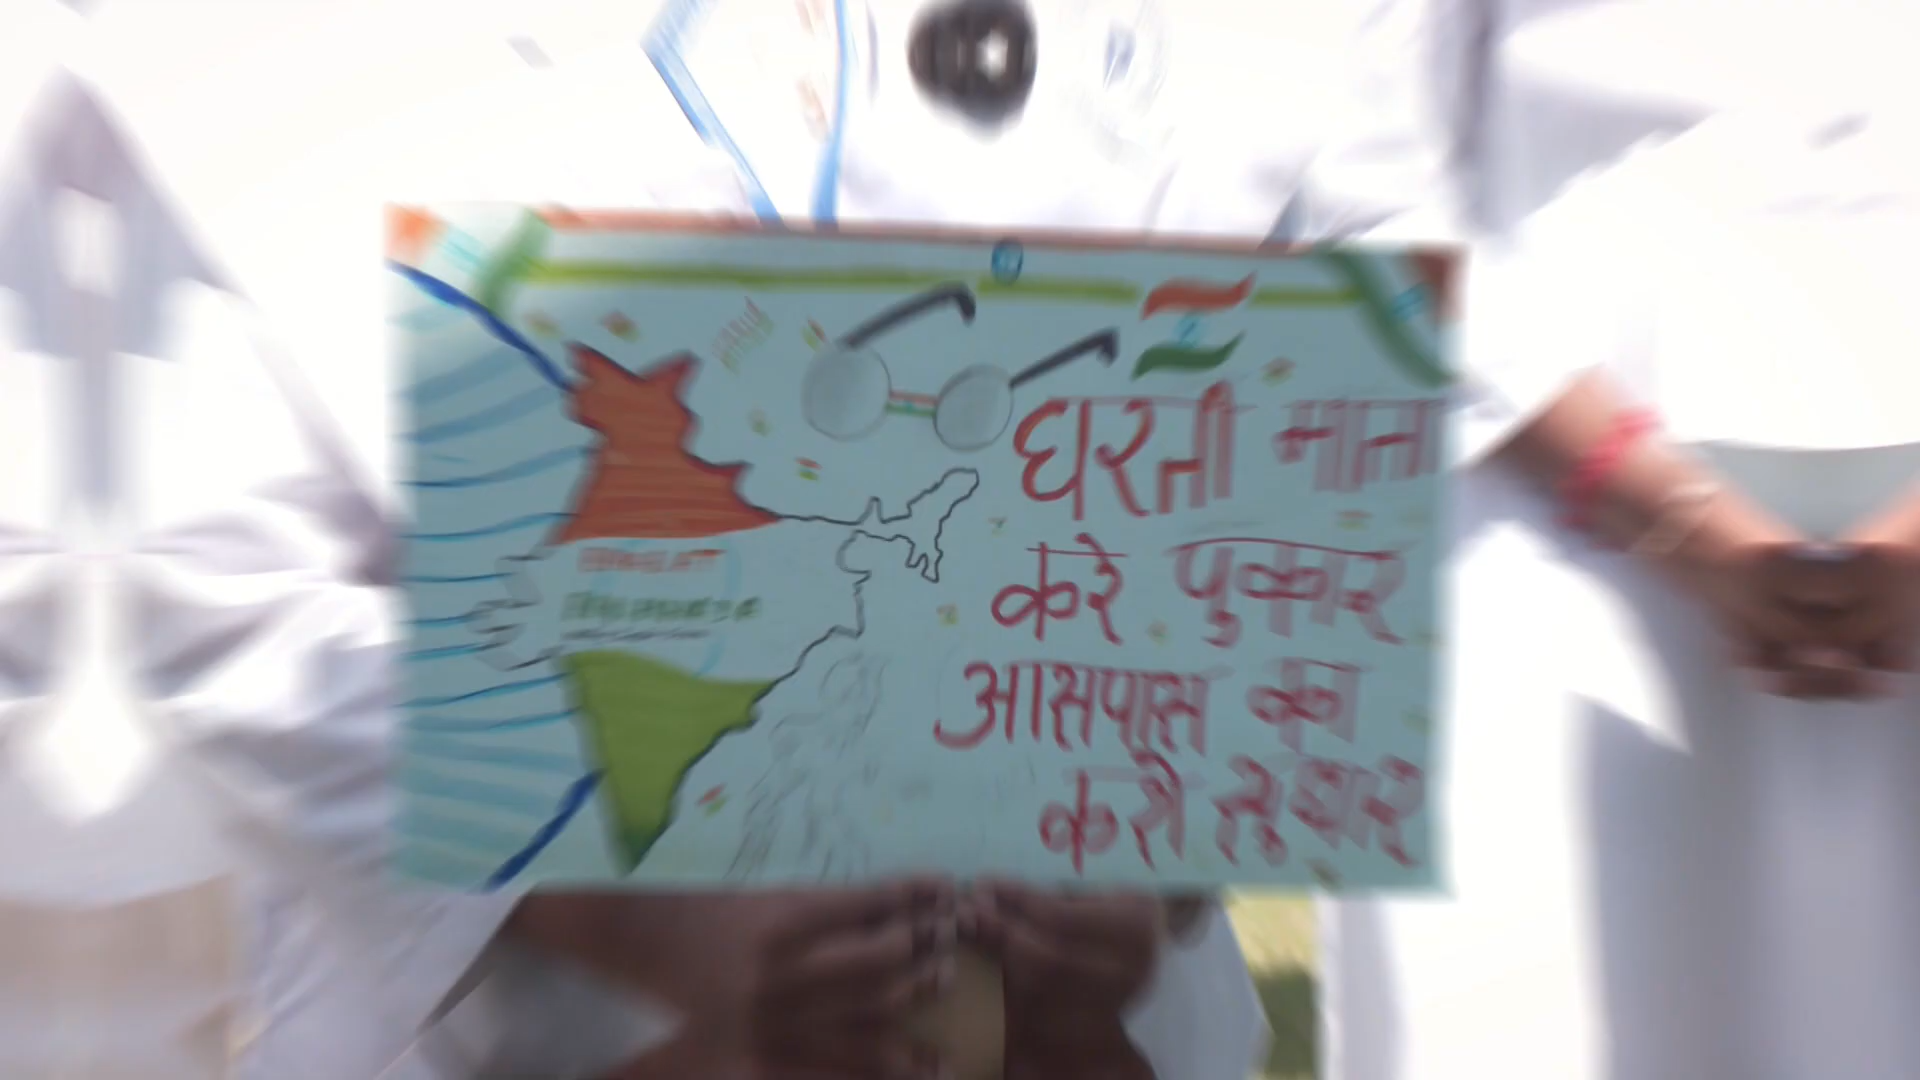 धरती माता
करे पुकार
आसपास का
करो सुधार